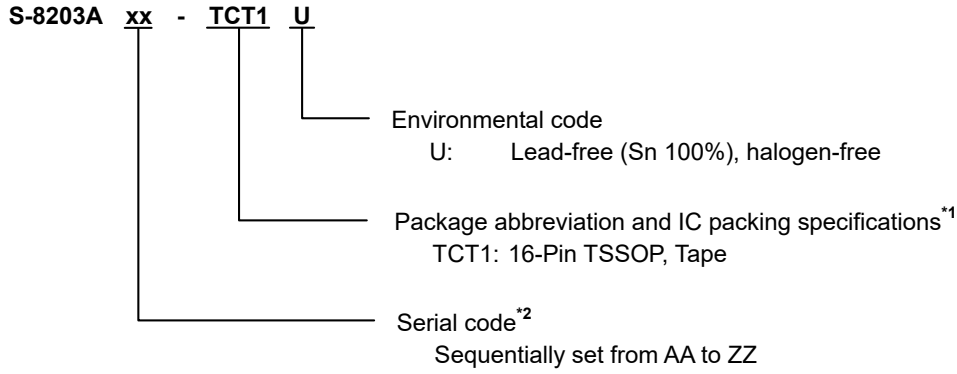 S-8203A xx - TCT1 U
Environmental code
U: Lead-free (Sn 100%), halogen-free
Package abbreviation and IC packing specifications*1
TCT1: 16-Pin TSSOP, Tape
Serial code*2
Sequentially set from AA to ZZ